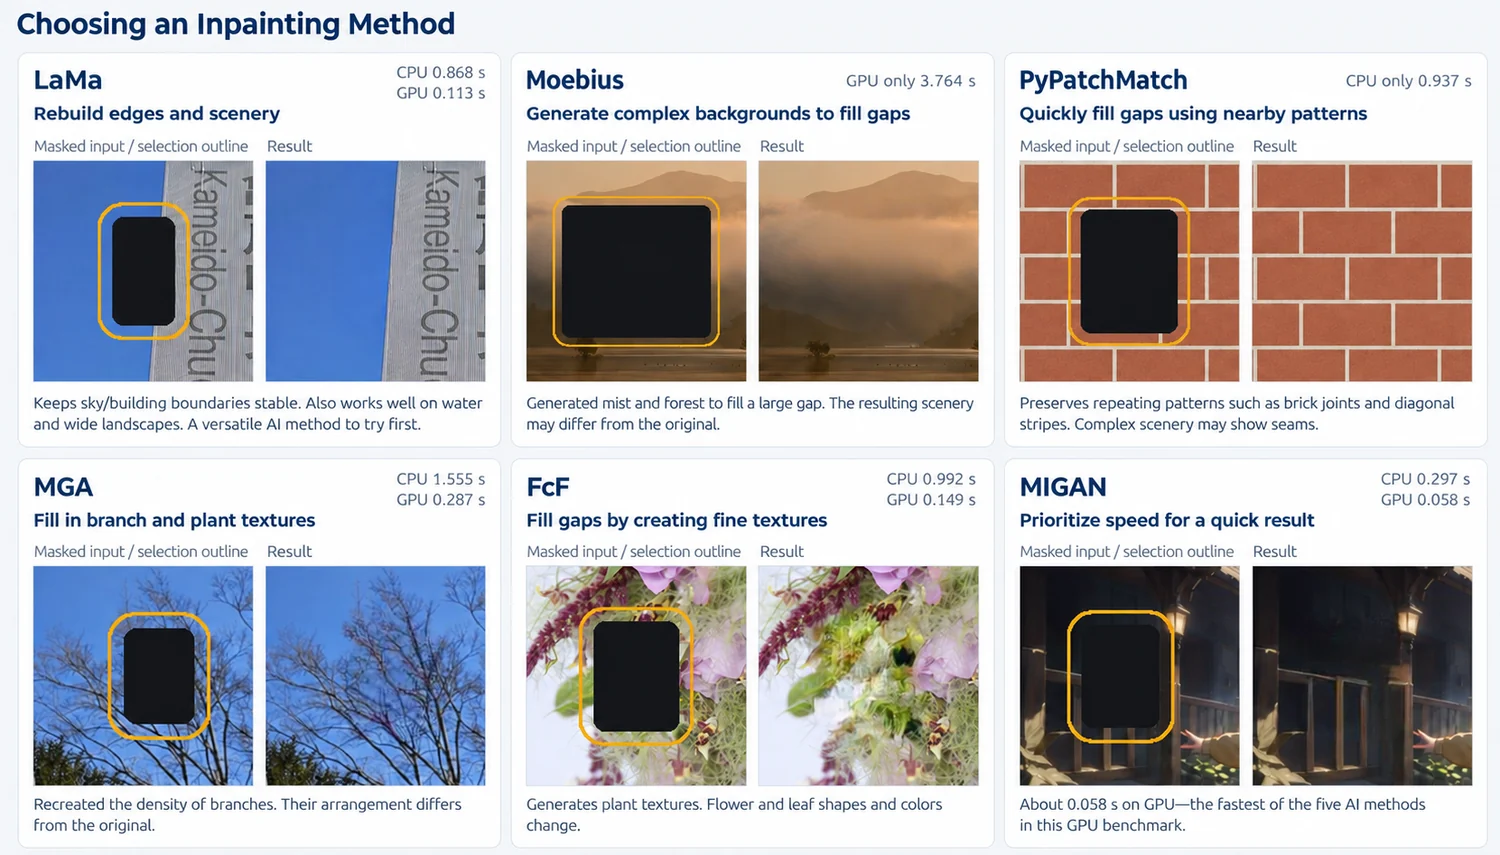 Choosing an Inpainting Method
LaMa
CPU 0.868 s
GPU 0.113 s
Rebuild edges and scenery
Masked input / selection outline
Result
Kameido-Chu
Kameido-Chu
Keeps sky/building boundaries stable. Also works well on water
and wide landscapes. A versatile AI method to try first.
Moebius
GPU only 3.764 s
Generate complex backgrounds to fill gaps
Masked input / selection outline
Result
Generated mist and forest to fill a large gap. The resulting scenery
may differ from the original.
PyPatchMatch
CPU only 0.937 s
Quickly fill gaps using nearby patterns
Masked input / selection outline
Result
Preserves repeating patterns such as brick joints and diagonal
stripes. Complex scenery may show seams.
MGA
CPU 1.555 s
GPU 0.287 s
Fill in branch and plant textures
Masked input / selection outline
Result
Recreated the density of branches. Their arrangement differs
from the original.
FcF
CPU 0.992 s
GPU 0.149 s
Fill gaps by creating fine textures
Masked input / selection outline
Result
Generates plant textures. Flower and leaf shapes and colors
change.
MIGAN
CPU 0.297 s
GPU 0.058 s
Prioritize speed for a quick result
Masked input / selection outline
Result
About 0.058 s on GPU—the fastest of the five AI methods
in this GPU benchmark.